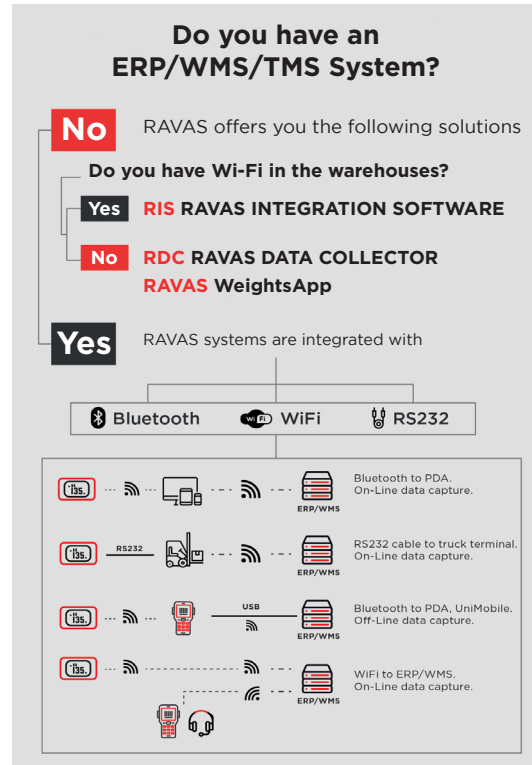 Do you have an
ERP/WMS/TMS System?
No RAVAS offers you the following solutions
Do you have Wi-Fi in the warehouses?
Yes RIS RAVAS INTEGRATION SOFTWARE
No RDC RAVAS DATA COLLECTOR
RAVAS WeightsApp
Yes RAVAS systems are integrated with
Bluetooth WiFi WiFi RS232
135. ERP/WMS
Bluetooth to PDA.
On-Line data capture.
135. RS232 ERP/WMS
RS232 cable to truck terminal.
On-Line data capture.
135. USB ERP/WMS
Bluetooth to PDA, UniMobile.
Off-Line data capture.
135. ERP/WMS
WiFi to ERP/WMS.
On-Line data capture.